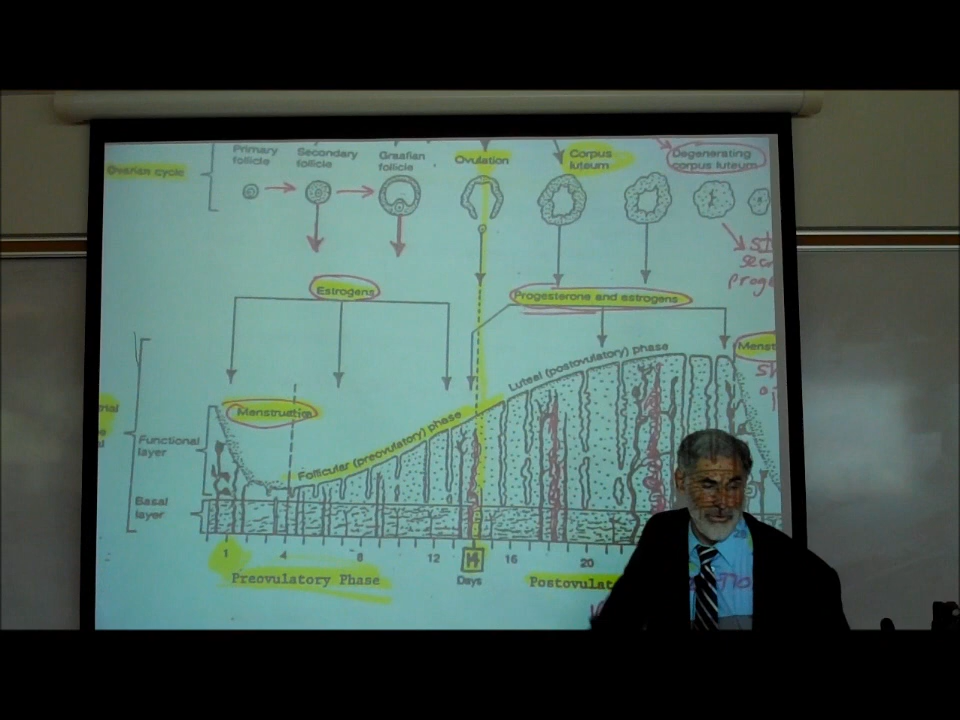 Primary
follicle
Secondary
follicle
Graafian
follicle
Ovulation
Corpus
luteum
Degenerating
corpus luteum
Ovarian cycle
Estrogens
Progesterone and estrogens
Luteal (postovulatory) phase
Menst
Menstruation
Follicular (preovulatory) phase
Functional
layer
Basal
layer
1 4 8 12 14 16 20
Preovulatory Phase
Days
Postovulat